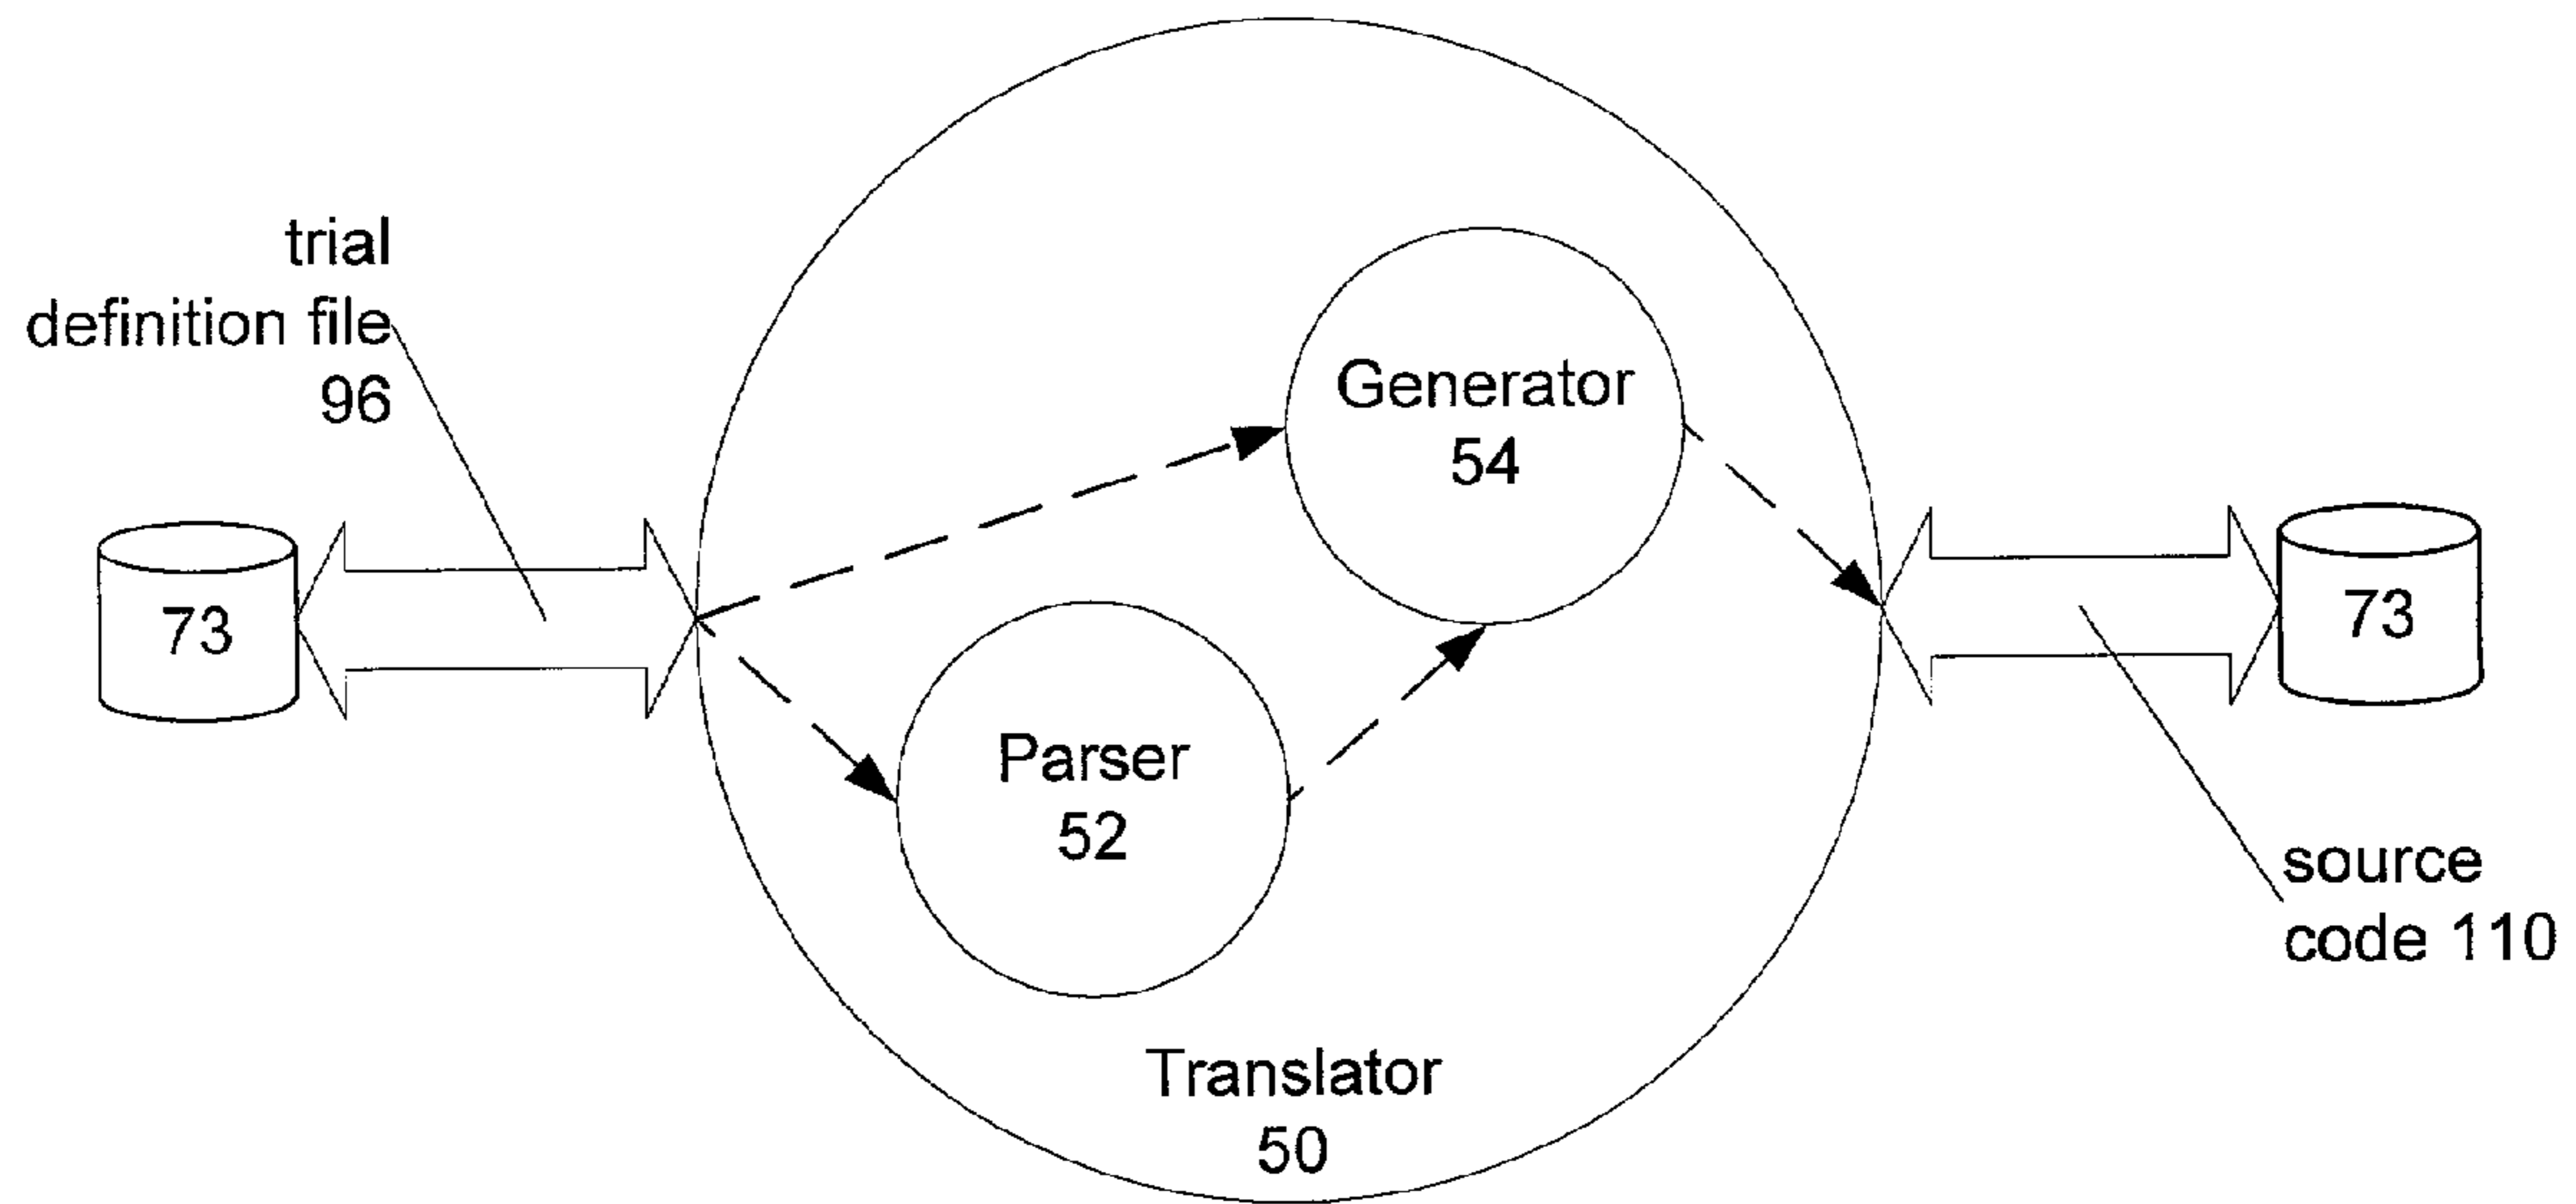 trial
definition file
96
73
Generator
54
Parser
52
Translator
50
73
source
code 110